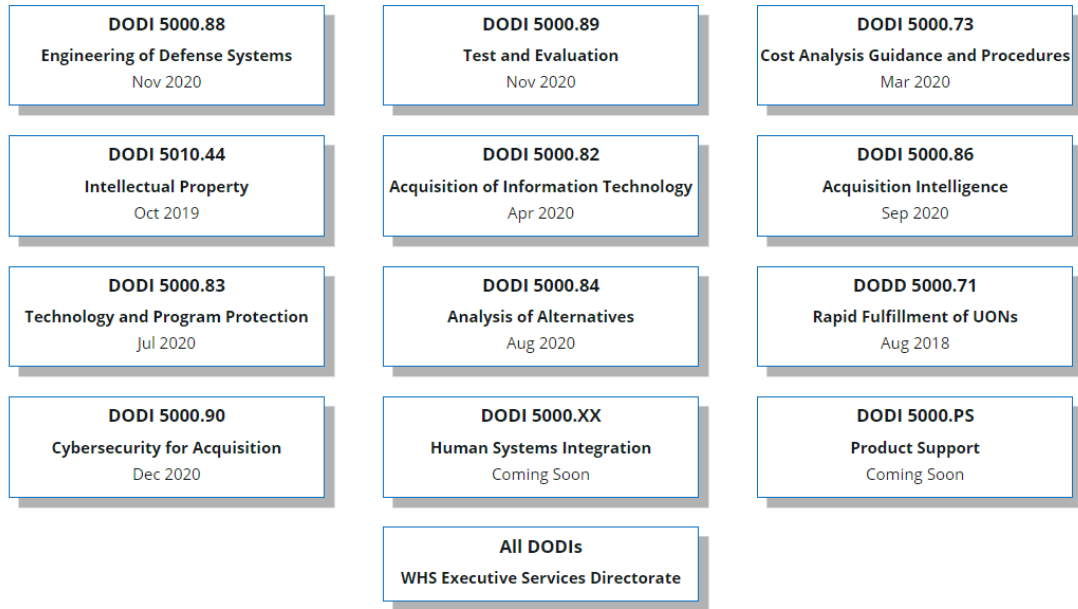 DODI 5000.88
Engineering of Defense Systems
Nov 2020
DODI 5000.89
Test and Evaluation
Nov 2020
DODI 5000.73
Cost Analysis Guidance and Procedures
Mar 2020
DODI 5010.44
Intellectual Property
Oct 2019
DODI 5000.82
Acquisition of Information Technology
Apr 2020
DODI 5000.86
Acquisition Intelligence
Sep 2020
DODI 5000.83
Technology and Program Protection
Jul 2020
DODI 5000.84
Analysis of Alternatives
Aug 2020
DODD 5000.71
Rapid Fulfillment of UONs
Aug 2018
DODI 5000.90
Cybersecurity for Acquisition
Dec 2020
DODI 5000.XX
Human Systems Integration
Coming Soon
DODI 5000.PS
Product Support
Coming Soon
All DODIs
WHS Executive Services Directorate